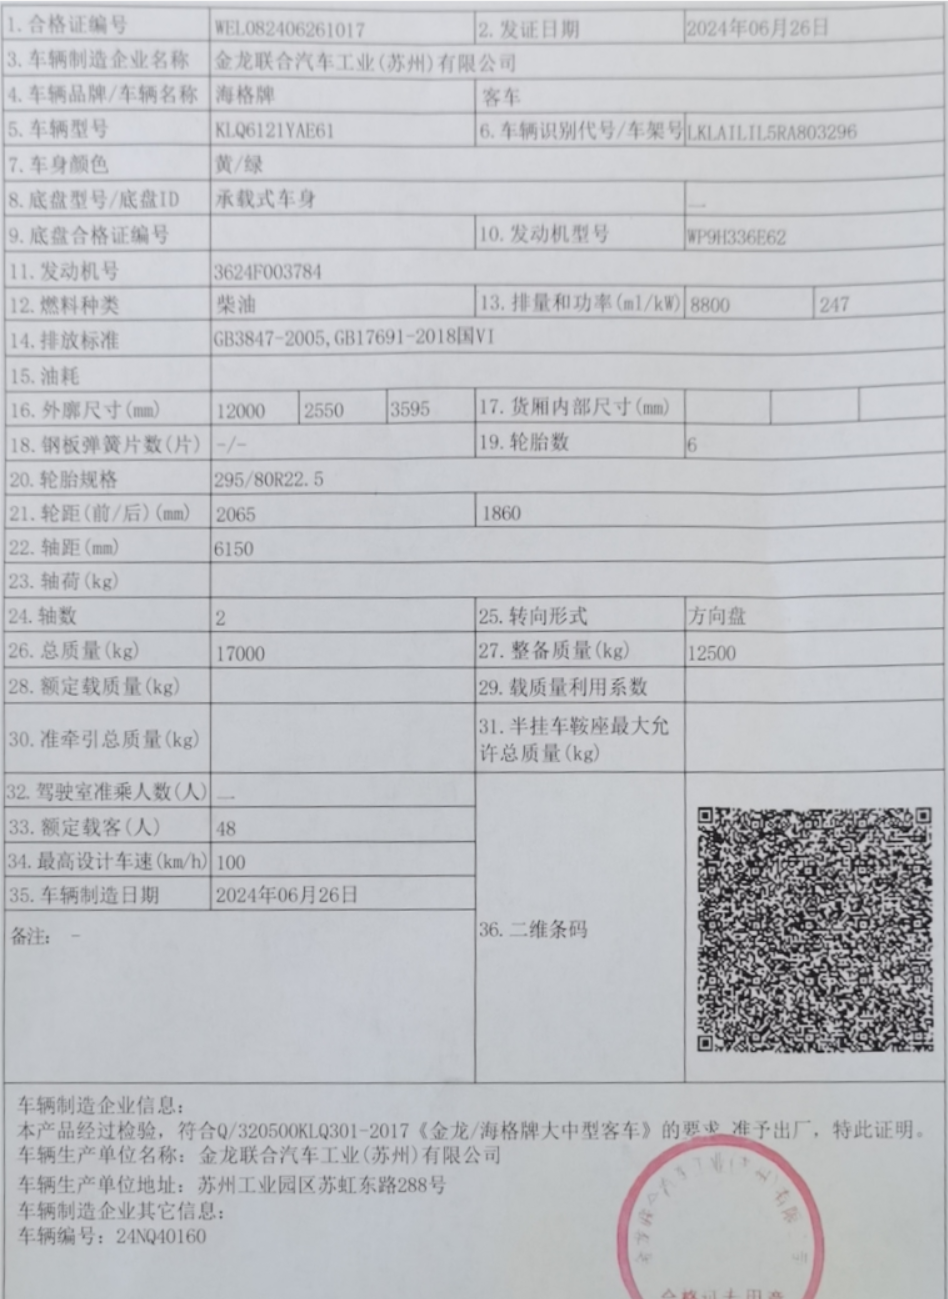 1.合格证编号 WEL082406261017 2.发证日期 2024年06月26日
3.车辆制造企业名称 金龙联合汽车工业(苏州)有限公司
4.车辆品牌/车辆名称 海格牌 客车
5.车辆型号 KLQ6121YAE61 6.车辆识别代号/车架号 LKLA1L1L5RA803296
7.车身颜色 黄/绿
8.底盘型号/底盘ID 承载式车身 —
9.底盘合格证编号 10.发动机型号 WP9H336E62
11.发动机号 3624F003784
12.燃料种类 柴油 13.排量和功率(ml/kW) 8800 247
14.排放标准 GB3847-2005,GB17691-2018国VI
15.油耗
16.外廓尺寸(mm) 12000 2550 3595 17.货厢内部尺寸(mm)
18.钢板弹簧片数(片) -/- 19.轮胎数 6
20.轮胎规格 295/80R22.5
21.轮距(前/后)(mm) 2065 1860
22.轴距(mm) 6150
23.轴荷(kg)
24.轴数 2 25.转向形式 方向盘
26.总质量(kg) 17000 27.整备质量(kg) 12500
28.额定载质量(kg) 29.载质量利用系数
30.准牵引总质量(kg) 31.半挂车鞍座最大允
许总质量(kg)
32.驾驶室准乘人数(人) —
33.额定载客(人) 48
34.最高设计车速(km/h) 100
35.车辆制造日期 2024年06月26日
备注: -
36.二维条码
车辆制造企业信息:
本产品经过检验，符合Q/320500KLQ301-2017《金龙/海格牌大中型客车》的要求,准予出厂，特此证明。
车辆生产单位名称: 金龙联合汽车工业(苏州)有限公司
车辆生产单位地址: 苏州工业园区苏虹东路288号
车辆制造企业其它信息:
车辆编号: 24NQ40160
合格证专用章